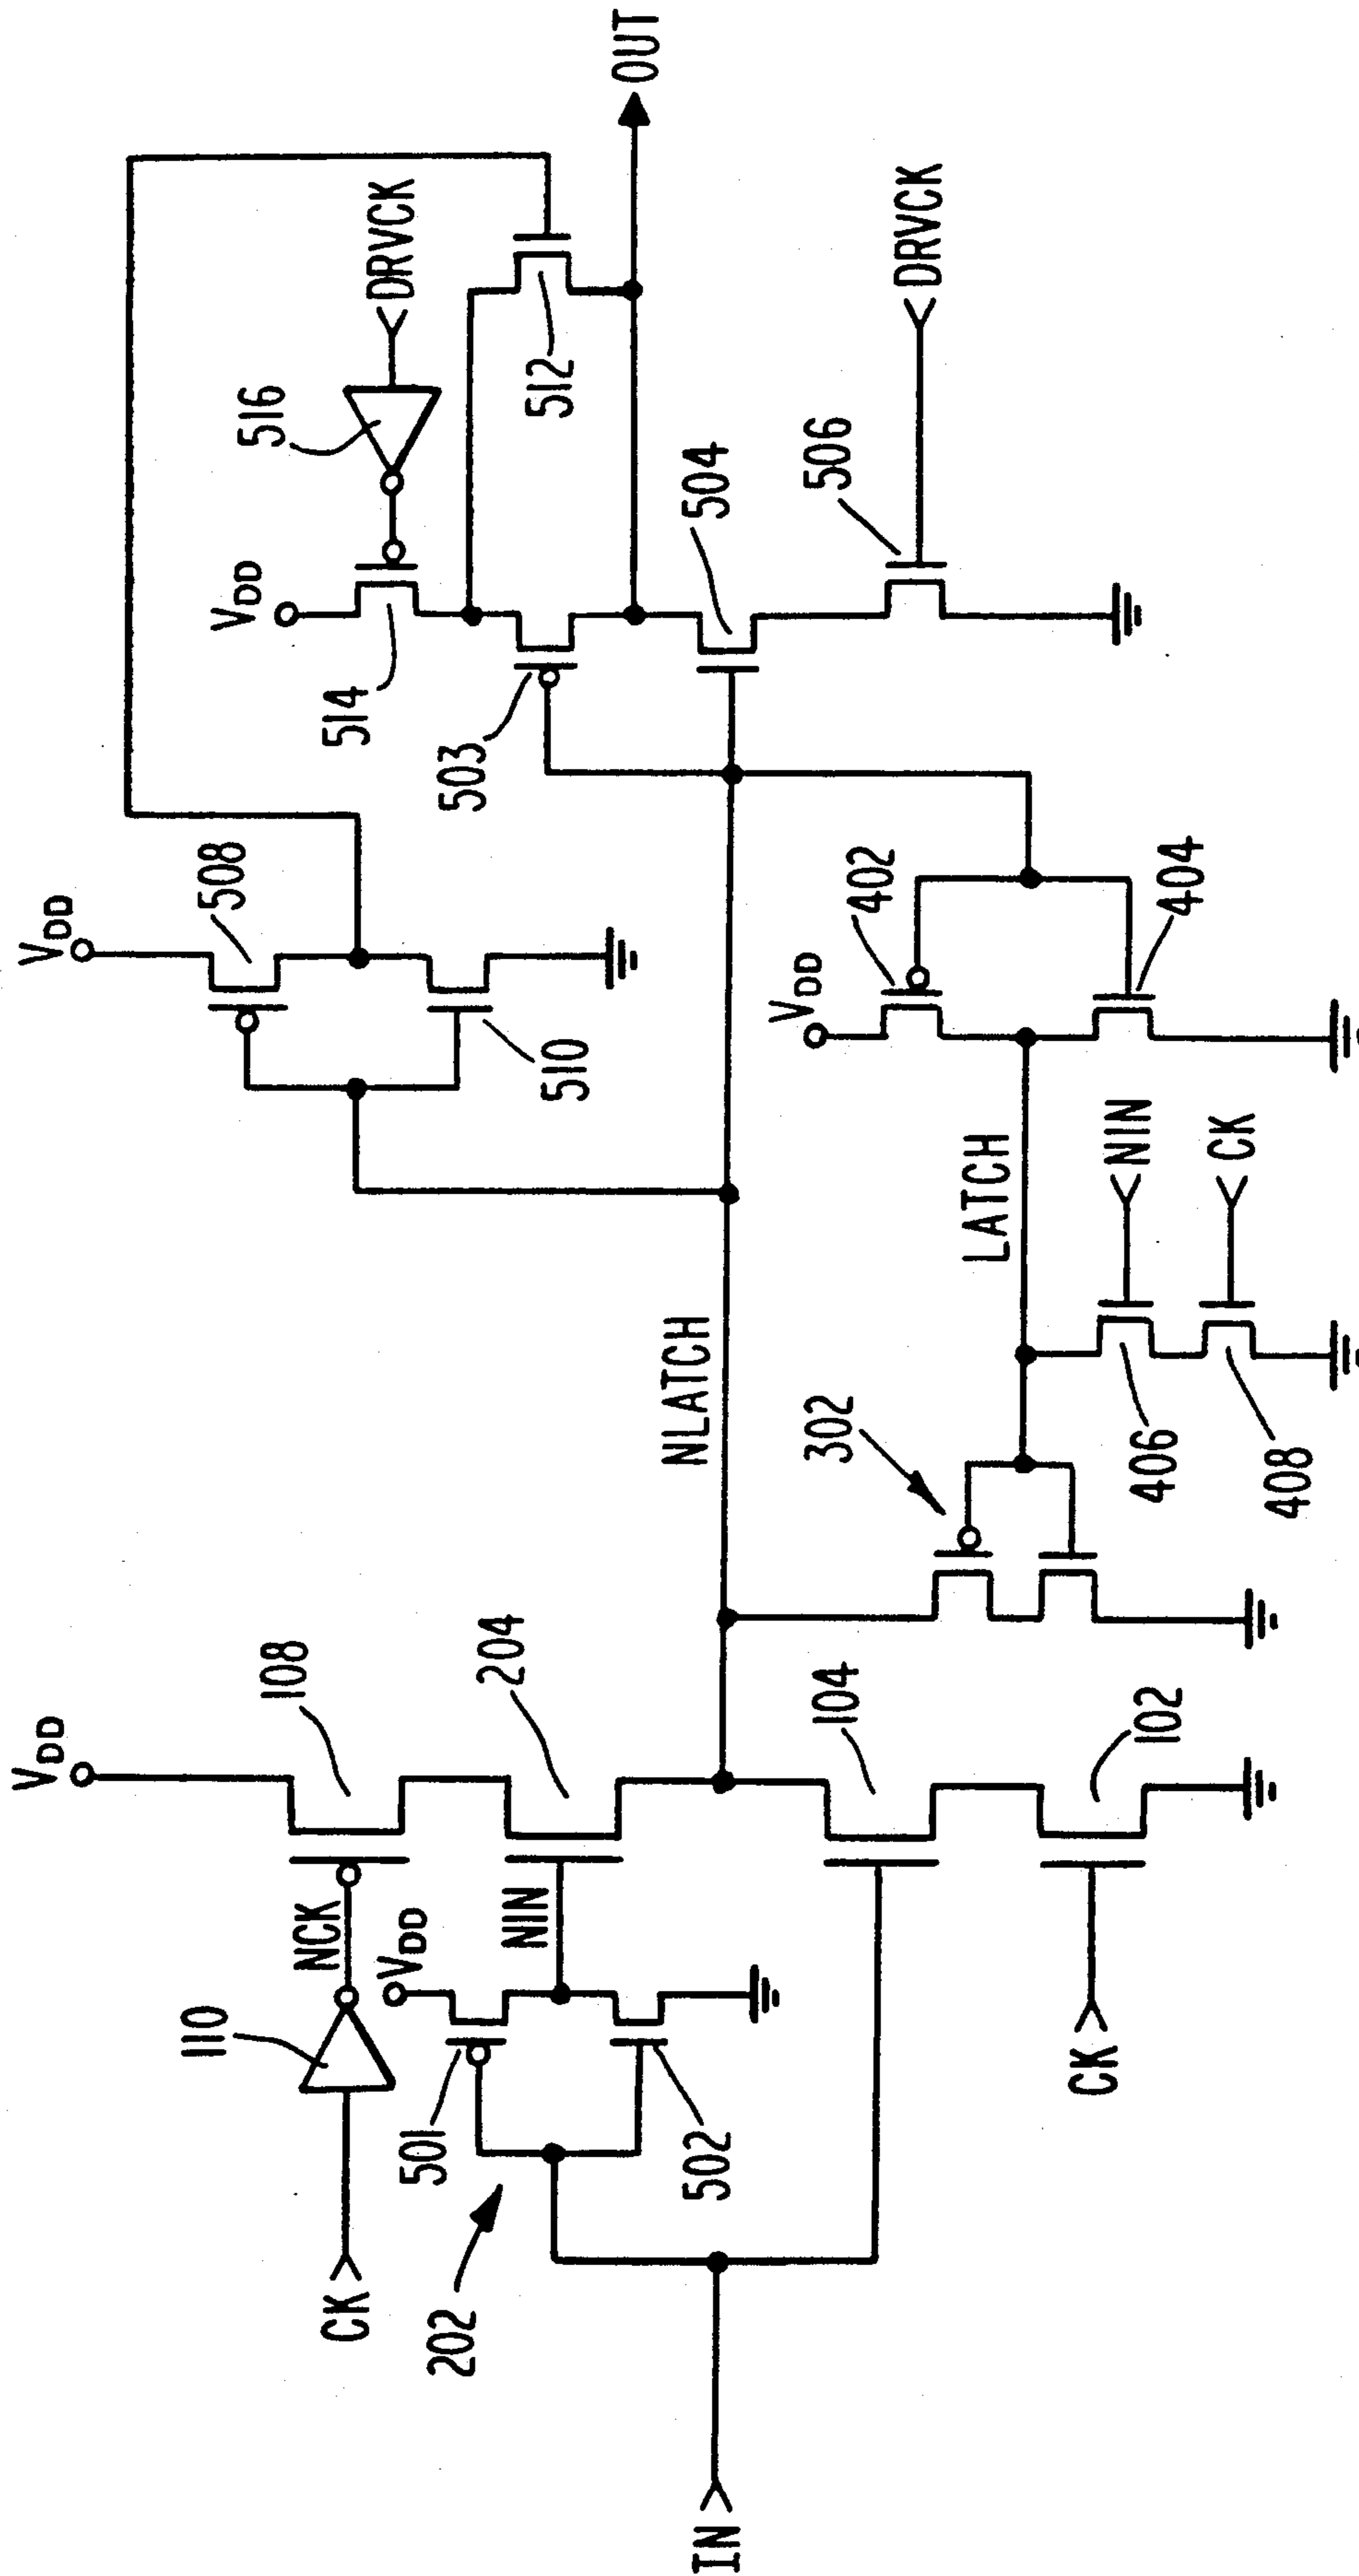 VDD
508
510
VDD
DRVCK
516
514
503
512
OUT
504
506
DRVCK
VDD
108
110
NCK
CK
VDD
204
501
NIN
202
502
IN
CK
104
102
NLATCH
302
LATCH
VDD
402
404
NIN
CK
406
408